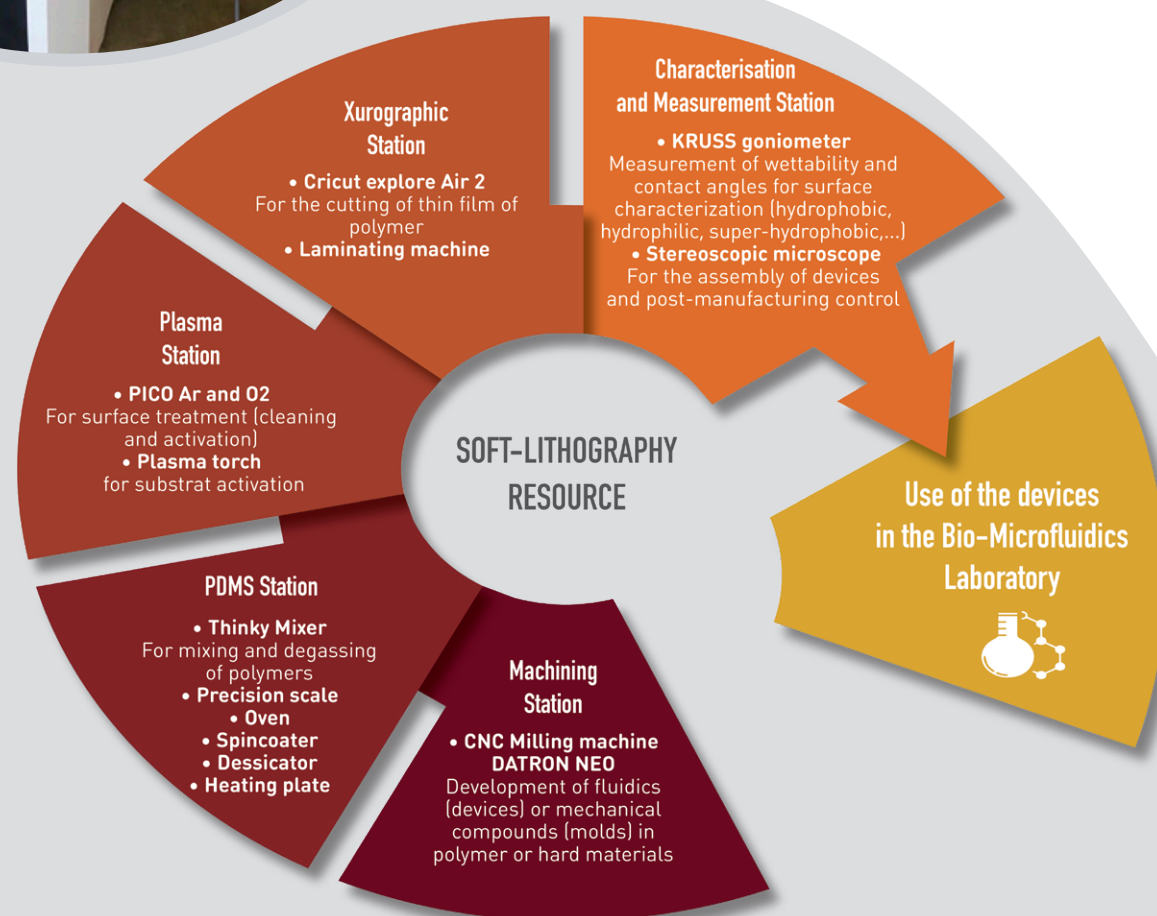 Characterisation
and Measurement Station
• KRUSS goniometer
Measurement of wettability and
contact angles for surface
characterization (hydrophobic,
hydrophilic, super-hydrophobic,...)
• Stereoscopic microscope
For the assembly of devices
and post-manufacturing control
Xurographic
Station
• Cricut explore Air 2
For the cutting of thin film of
polymer
• Laminating machine
Plasma
Station
• PICO Ar and O2
For surface treatment (cleaning
and activation)
• Plasma torch
for substrat activation
SOFT-LITHOGRAPHY
RESOURCE
Use of the devices
in the Bio-Microfluidics
Laboratory
PDMS Station
• Thinky Mixer
For mixing and degassing
of polymers
• Precision scale
• Oven
• Spincoater
• Dessicator
• Heating plate
Machining
Station
• CNC Milling machine
DATRON NEO
Development of fluidics
(devices) or mechanical
compounds (molds) in
polymer or hard materials